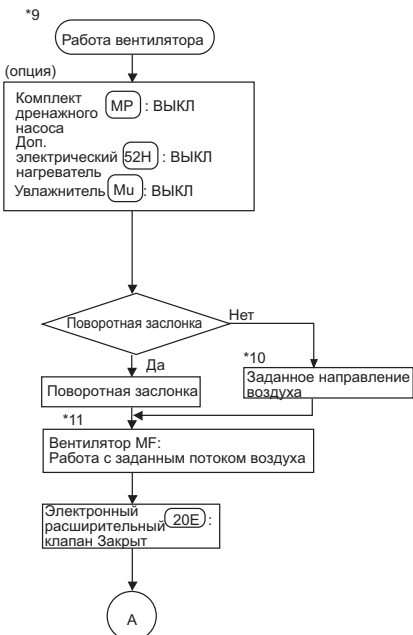 *9
Работа вентилятора
(опция)
Комплект
дренажного MP : ВЫКЛ
насоса
Доп.
электрический 52H : ВЫКЛ
нагреватель
Увлажнитель Mu : ВЫКЛ
Поворотная заслонка
Нет
Да
*10
Поворотная заслонка
Заданное направление
воздуха
*11
Вентилятор MF:
Работа с заданным потоком воздуха
Электронный
расширительный 20E :
клапан Закрыт
A